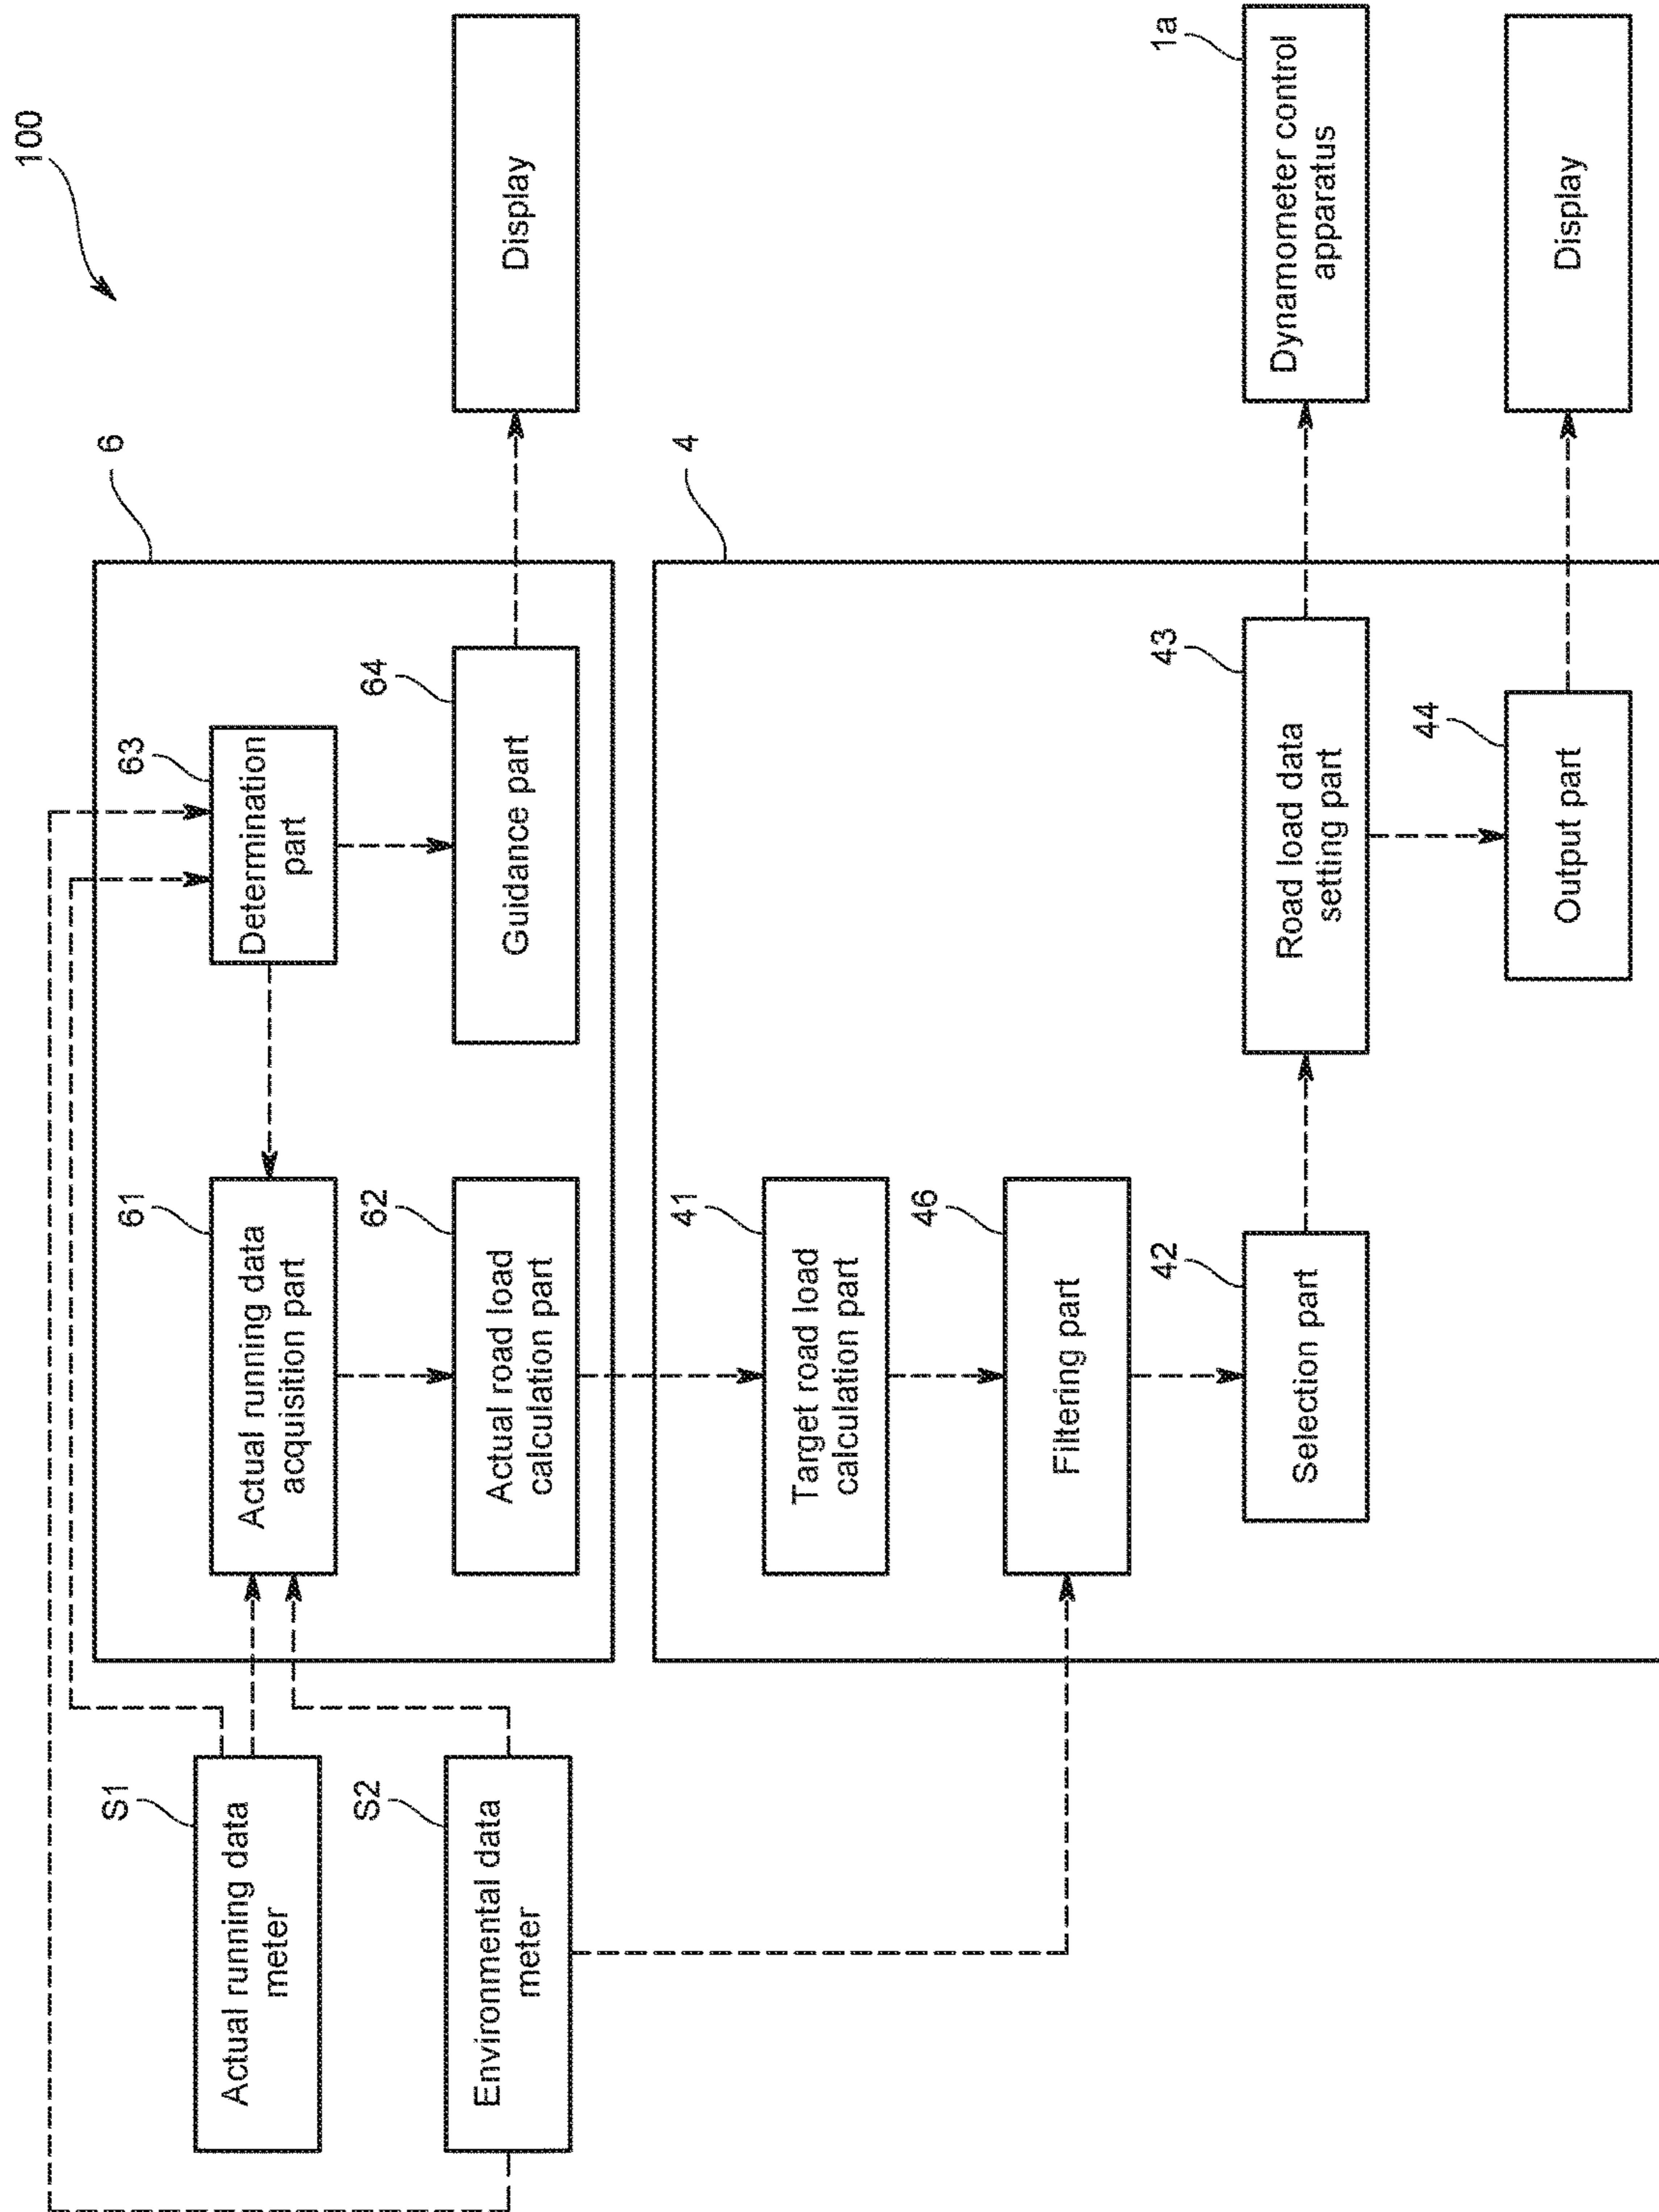 100
6
S1
Actual running data
meter
61
Actual running data
acquisition part
63
Determination
part
S2
Environmental data
meter
62
Actual road load
calculation part
64
Guidance part
Display
4
41
Target road load
calculation part
46
Filtering part
42
Selection part
43
Road load data
setting part
1a
Dynamometer control
apparatus
44
Output part
Display